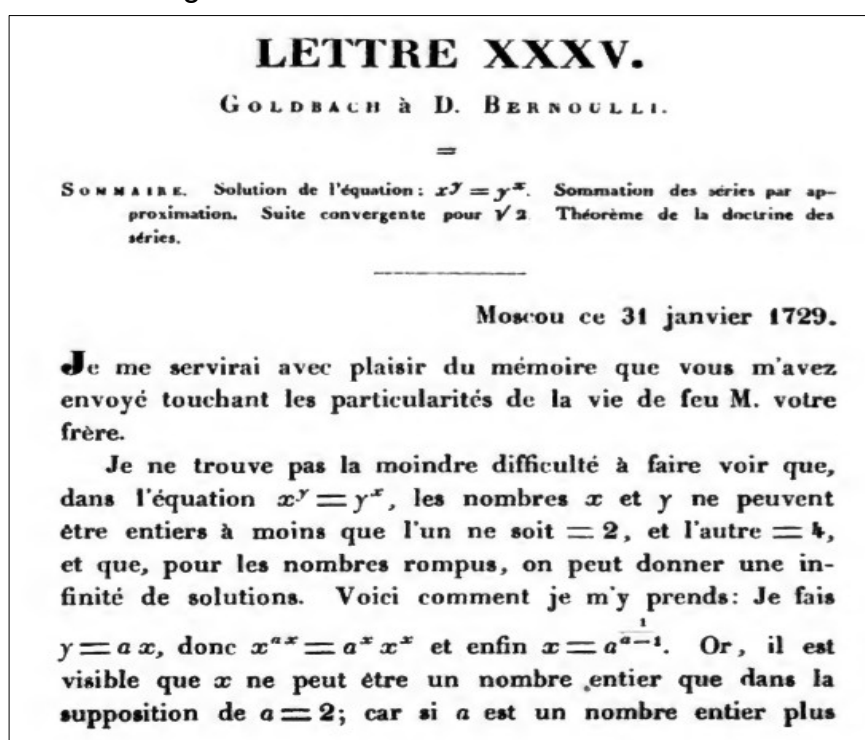 LETTRE XXXV.
GOLDBACH à D. BERNOULLI.
=
SOMMAIRE. Solution de l'équation: x^y = y^x. Sommation des séries par ap-
proximation. Suite convergente pour √2 Théorème de la doctrine des
séries.
Moscou ce 31 janvier 1729.
Je me servirai avec plaisir du mémoire que vous m'avez
envoyé touchant les particularités de la vie de feu M. votre
frère.
Je ne trouve pas la moindre difficulté à faire voir que,
dans l'équation x^y = y^x, les nombres x et y ne peuvent
être entiers à moins que l'un ne soit = 2, et l'autre = 4,
et que, pour les nombres rompus, on peut donner une in-
finité de solutions. Voici comment je m'y prends: Je fais
y = ax, donc x^{ax} = a^x x^x et enfin x = a^{\frac{1}{a-1}}. Or, il est
visible que x ne peut être un nombre entier que dans la
supposition de a = 2; car si a est un nombre entier plus